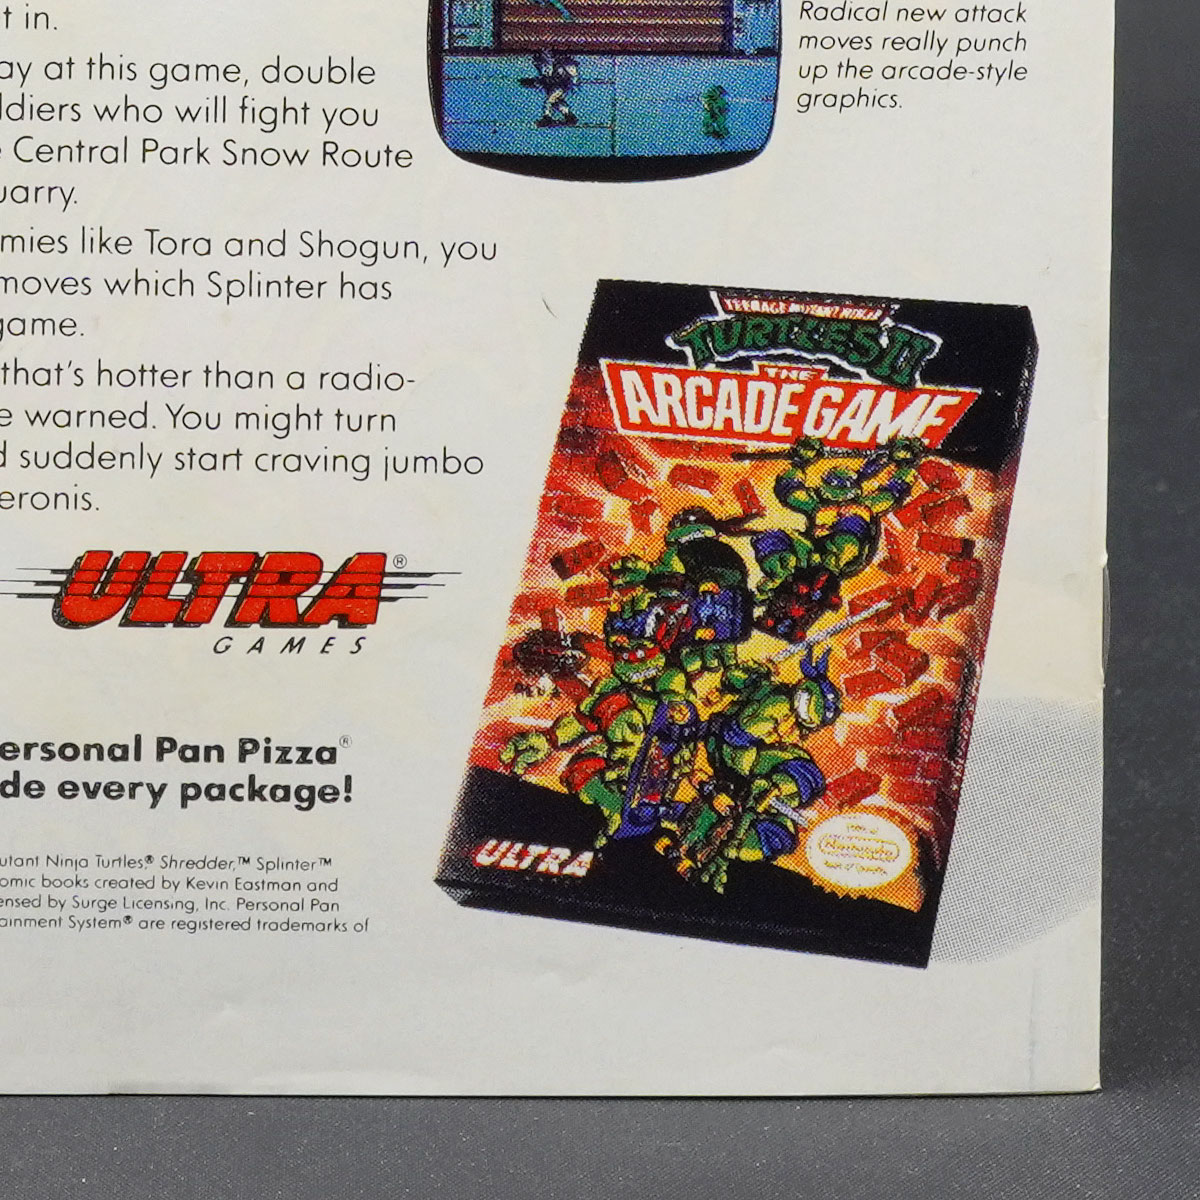 t in.
ay at this game, double
ldiers who will fight you
Central Park Snow Route
uarry.
mies like Tora and Shogun, you
moves which Splinter has
game.
that's hotter than a radio-
e warned. You might turn
d suddenly start craving jumbo
eronis.
Radical new attack
moves really punch
up the arcade-style
graphics.
TEENAGE MUTANT NINJA
TURTLES II
THE
ARCADE GAME
ULTRA
Nintendo
ULTRA®
GAMES
ersonal Pan Pizza®
de every package!
utant Ninja Turtles,® Shredder,™ Splinter™
omic books created by Kevin Eastman and
ensed by Surge Licensing, Inc. Personal Pan
ainment System® are registered trademarks of